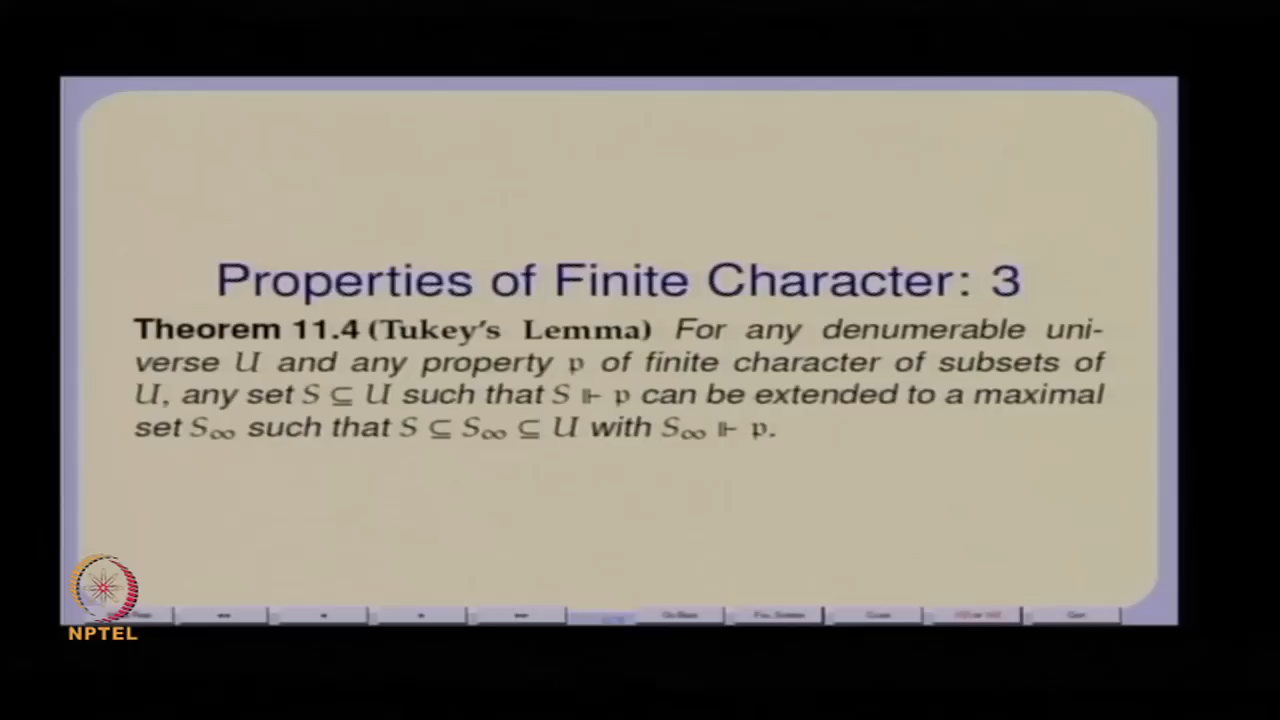 Properties of Finite Character: 3
Theorem 11.4 (Tukey's Lemma) For any denumerable uni-
verse U and any property 𝔭 of finite character of subsets of
U, any set S ⊆ U such that S ⊩ 𝔭 can be extended to a maximal
set S∞ such that S ⊆ S∞ ⊆ U with S∞ ⊩ 𝔭.
NPTEL